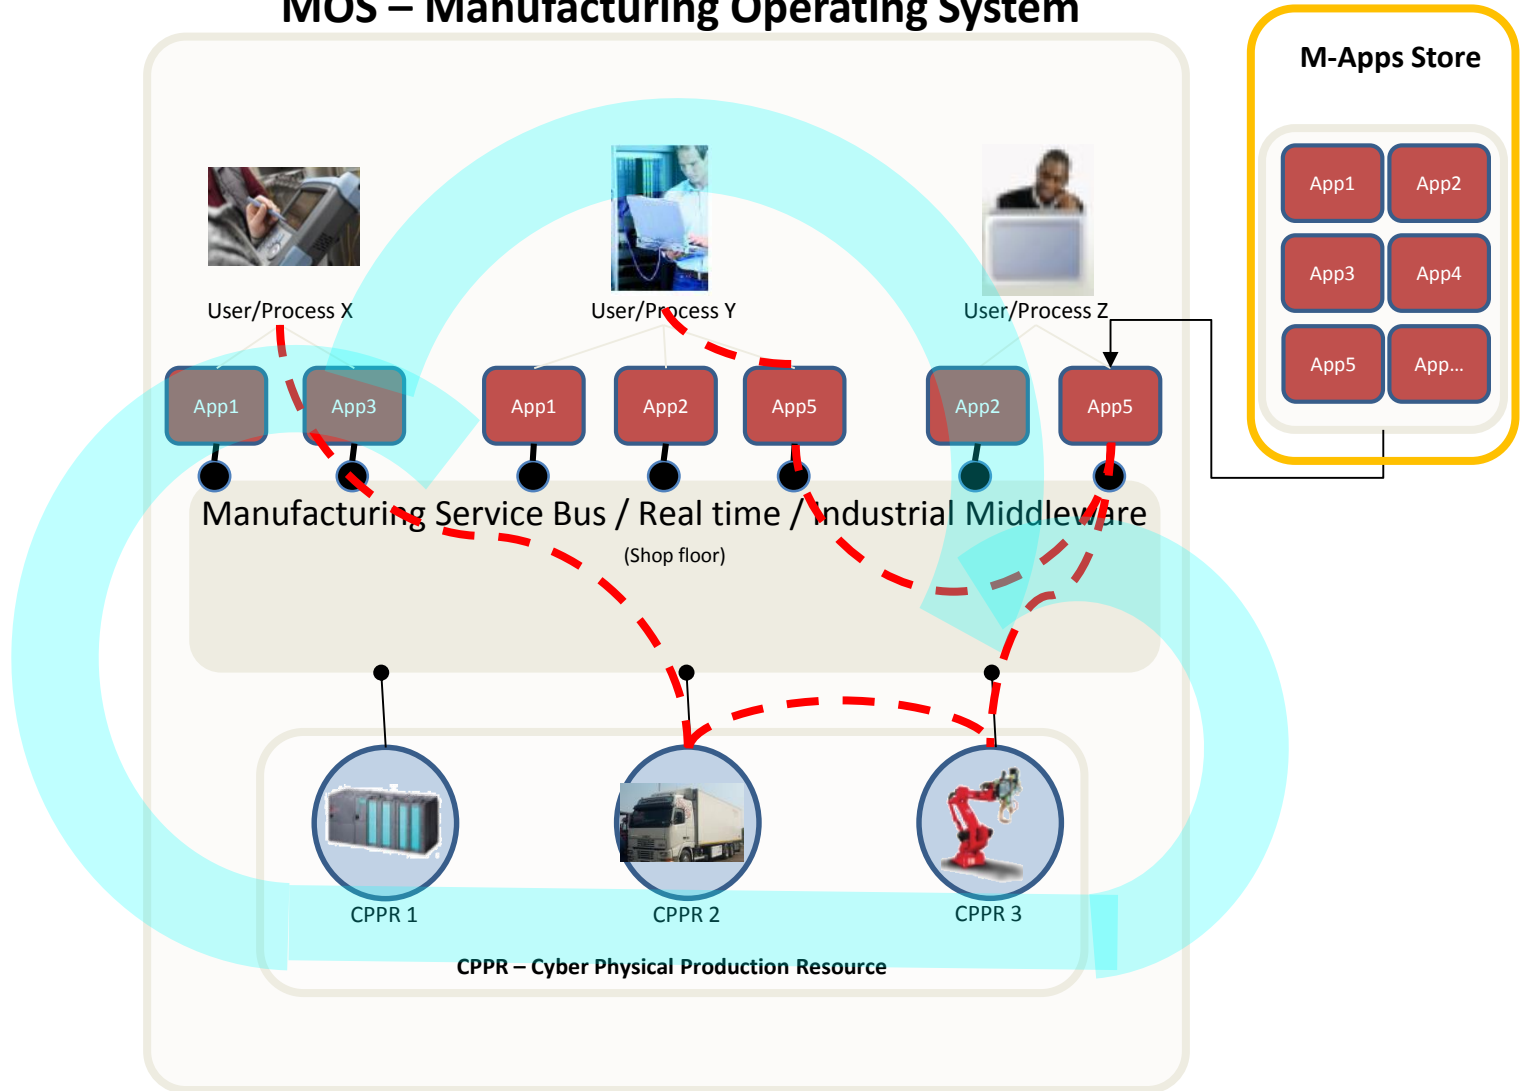 MOS – Manufacturing Operating System
M-Apps Store
App1 App2
App3 App4
App5 App...
User/Process X
User/Process Y
User/Process Z
App1 App3 App1 App2 App5 App2 App5
Manufacturing Service Bus / Real time / Industrial Middleware
(Shop floor)
CPPR 1
CPPR 2
CPPR 3
CPPR – Cyber Physical Production Resource